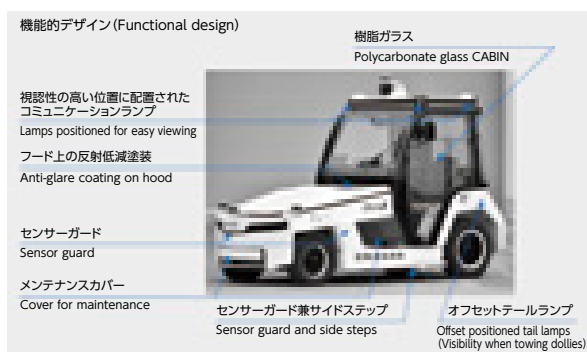 機能的デザイン（Functional design）
樹脂ガラス
Polycarbonate glass CABIN
視認性の高い位置に配置された
コミュニケーションランプ
Lamps positioned for easy viewing
フード上の反射低減塗装
Anti-glare coating on hood
センサーガード
Sensor guard
メンテナンスカバー
Cover for maintenance
センサーガード兼サイドステップ
Sensor guard and side steps
オフセットテールランプ
Offset positioned tail lamps
(Visibility when towing dollies)